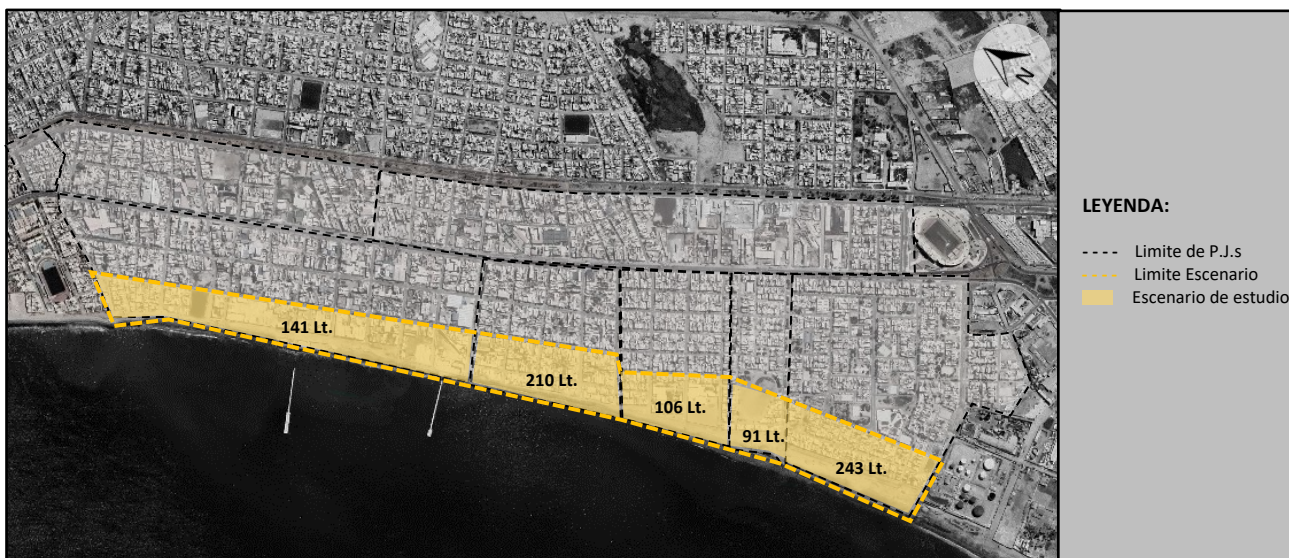 N
LEYENDA:
Limite de P.J.s
Limite Escenario
Escenario de estudio
141 Lt.
210 Lt.
106 Lt.
91 Lt.
243 Lt.